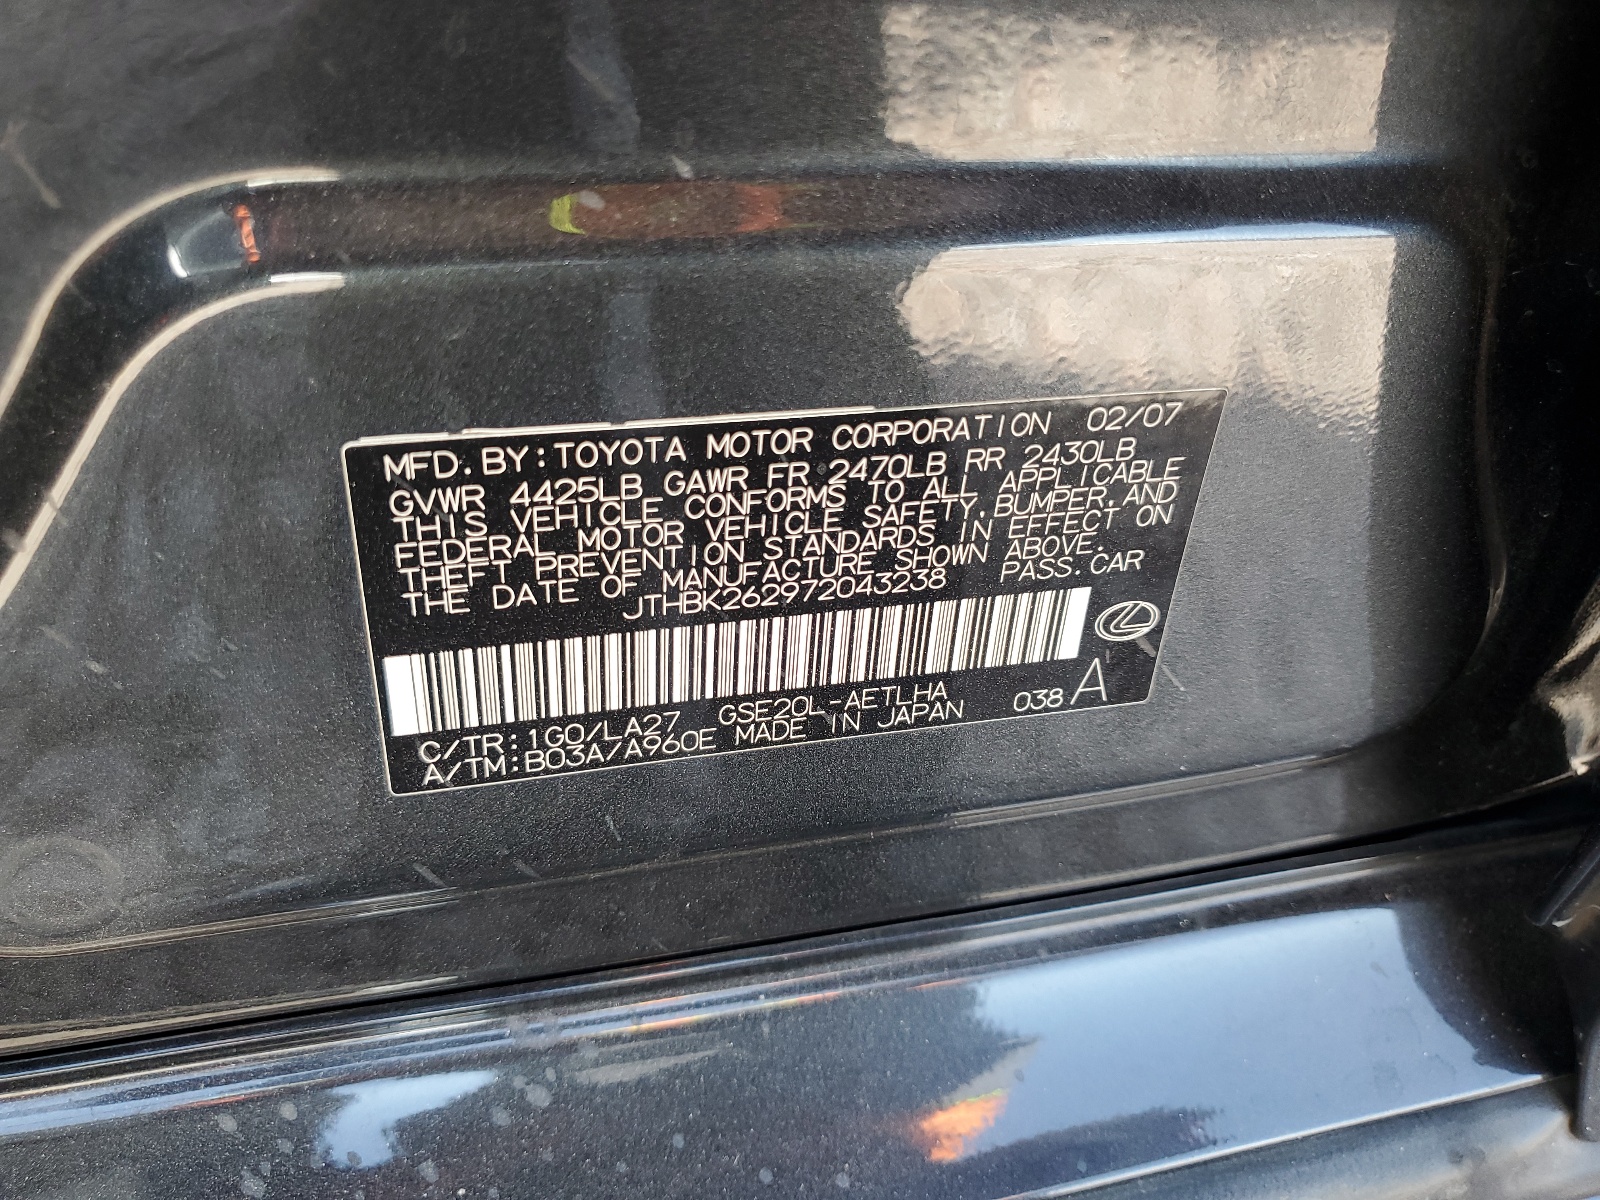 MFD. BY: TOYOTA MOTOR CORPORATION 02/07
GVWR 4425LB GAWR FR 2470LB RR 2430LB
THIS VEHICLE CONFORMS TO ALL APPLICABLE
FEDERAL MOTOR VEHICLE SAFETY, BUMPER, AND
THEFT PREVENTION STANDARDS IN EFFECT ON
THE DATE OF MANUFACTURE SHOWN ABOVE.
JTHBK262972043238 PASS. CAR
C/TR: 1G0/LA27 GSE20L-AETLHA 038 A
A/TM: B03A/A960E MADE IN JAPAN